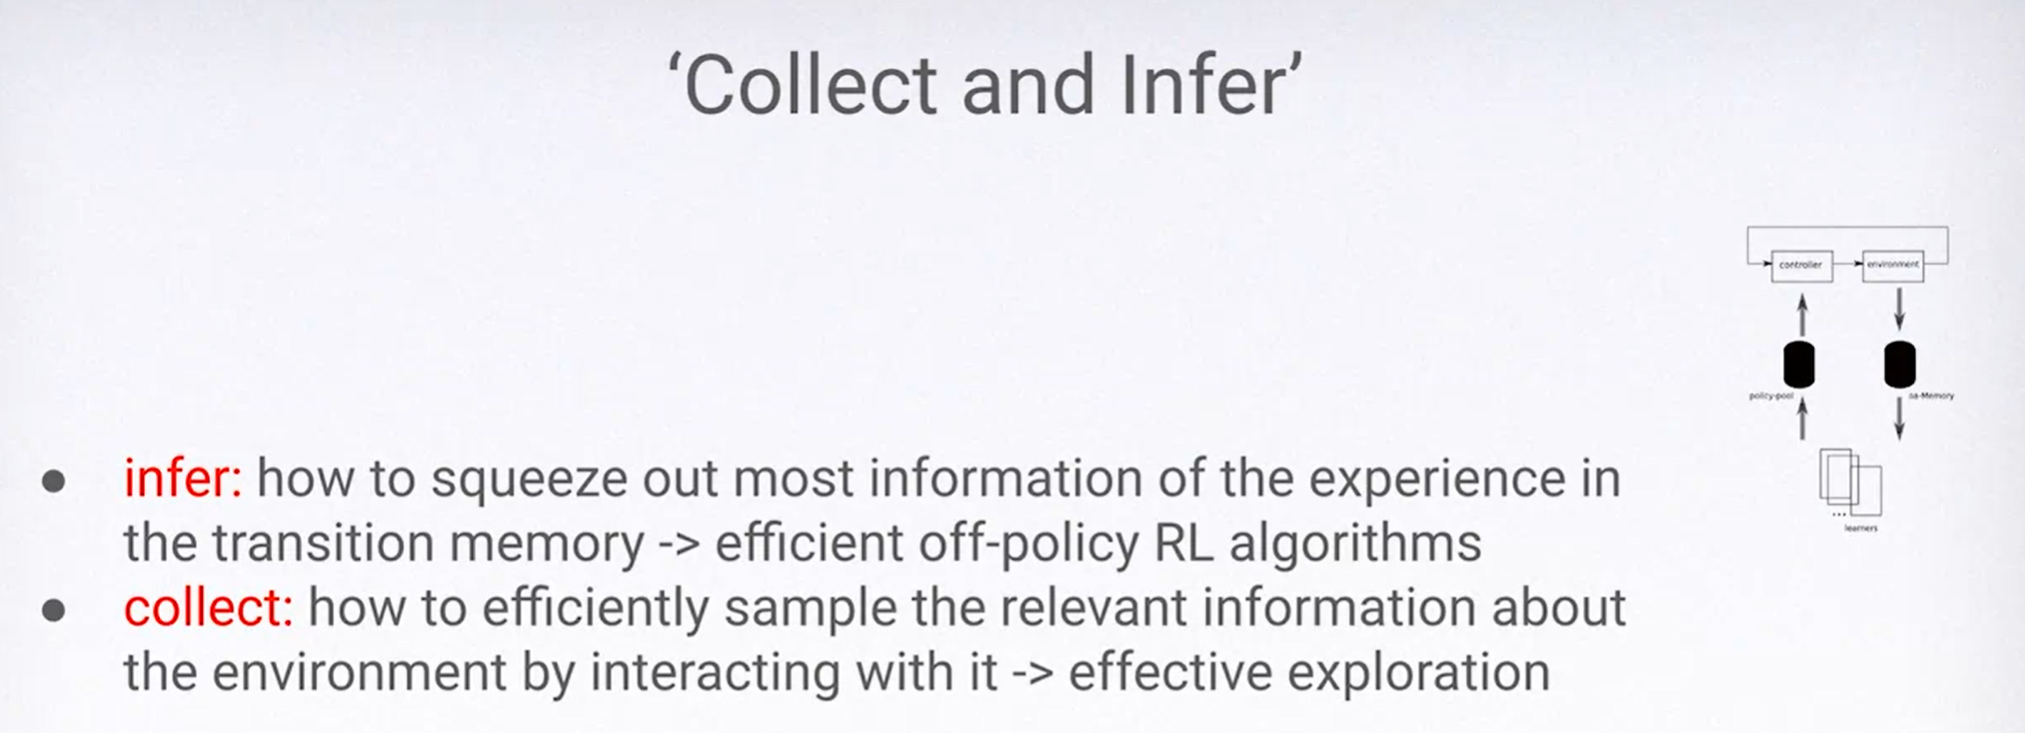 ‘Collect and Infer’
controller
environment
policy-pool
sa-Memory
...
learners
● infer: how to squeeze out most information of the experience in
the transition memory -> efficient off-policy RL algorithms
● collect: how to efficiently sample the relevant information about
the environment by interacting with it -> effective exploration